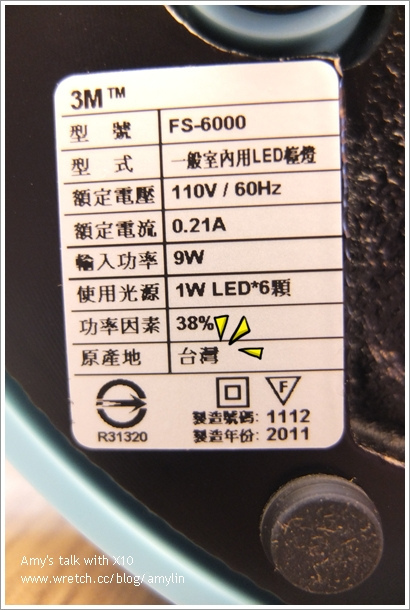 3M™
型 號 FS-6000
型 式 一般室內用LED檯燈
額定電壓 110V / 60Hz
額定電流 0.21A
輸入功率 9W
使用光源 1W LED*6顆
功率因素 38%
原產地 台灣
F
R31320
製造號碼: 1112
製造年份: 2011
Amy's talk with X10
www.wretch.cc/blog/amylin